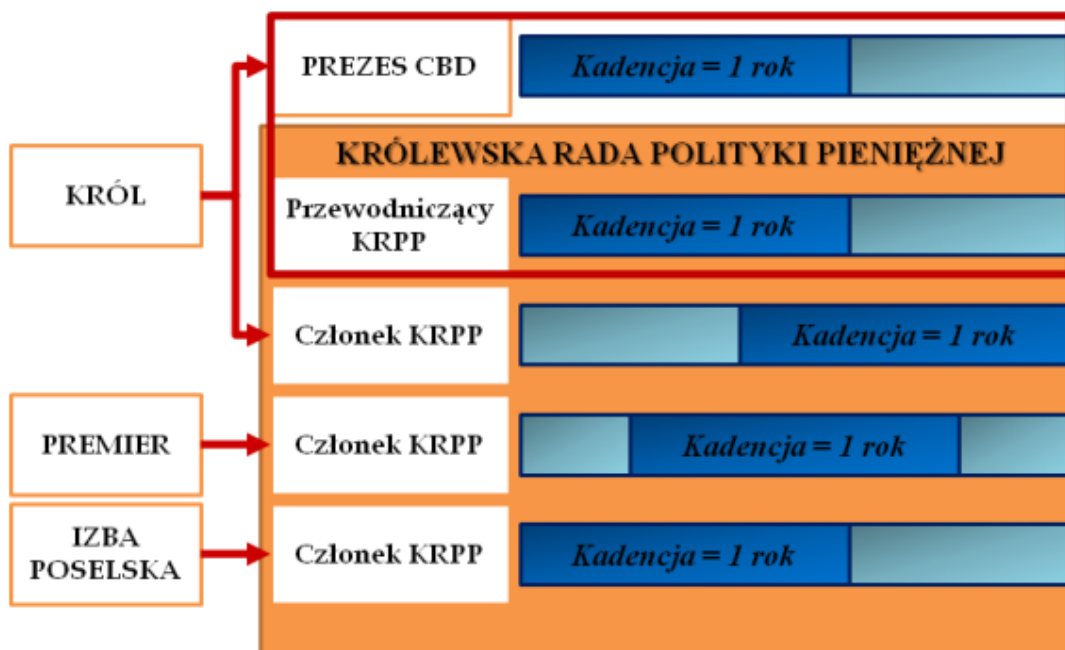 PREZES CBD
Kadencja = 1 rok
KRÓLEWSKA RADA POLITYKI PIENIĘŻNEJ
KRÓL
Przewodniczący
KRPP
Kadencja = 1 rok
Członek KRPP
Kadencja = 1 rok
PREMIER
Członek KRPP
Kadencja = 1 rok
IZBA
POSELSKA
Członek KRPP
Kadencja = 1 rok